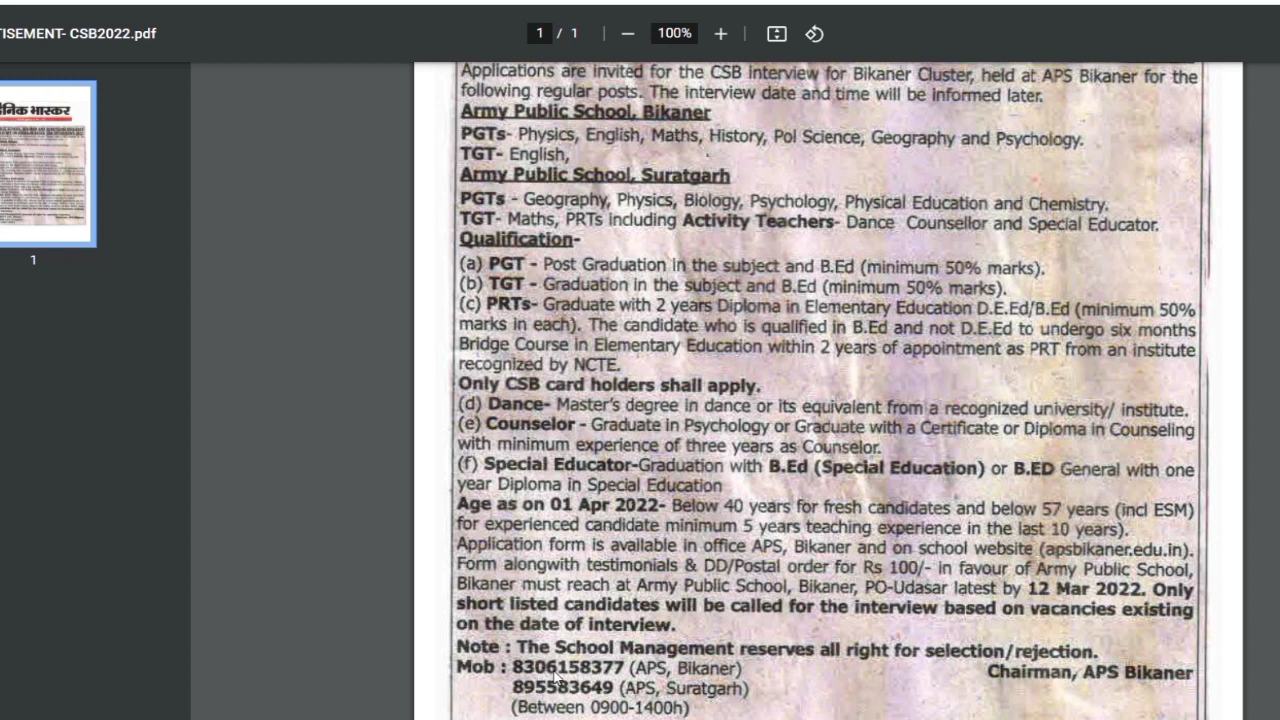 TISEMENT- CSB2022.pdf
1 / 1
100%
निक भास्कर
1
Applications are invited for the CSB interview for Bikaner Cluster, held at APS Bikaner for the
following regular posts. The interview date and time will be informed later.
Army Public School, Bikaner
PGTs- Physics, English, Maths, History, Pol Science, Geography and Psychology.
TGT- English,
Army Public School, Suratgarh
PGTs - Geography, Physics, Biology, Psychology, Physical Education and Chemistry.
TGT- Maths, PRTs including Activity Teachers- Dance Counsellor and Special Educator.
Qualification-
(a) PGT - Post Graduation in the subject and B.Ed (minimum 50% marks).
(b) TGT - Graduation in the subject and B.Ed (minimum 50% marks).
(c) PRTs- Graduate with 2 years Diploma in Elementary Education D.E.Ed/B.Ed (minimum 50%
marks in each). The candidate who is qualified in B.Ed and not D.E.Ed to undergo six months
Bridge Course in Elementary Education within 2 years of appointment as PRT from an institute
recognized by NCTE.
Only CSB card holders shall apply.
(d) Dance- Master's degree in dance or its equivalent from a recognized university/ institute.
(e) Counselor - Graduate in Psychology or Graduate with a Certificate or Diploma in Counseling
with minimum experience of three years as Counselor.
(f) Special Educator-Graduation with B.Ed (Special Education) or B.ED General with one
year Diploma in Special Education
Age as on 01 Apr 2022- Below 40 years for fresh candidates and below 57 years (incl ESM)
for experienced candidate minimum 5 years teaching experience in the last 10 years).
Application form is available in office APS, Bikaner and on school website (apsbikaner.edu.in).
Form alongwith testimonials & DD/Postal order for Rs 100/- in favour of Army Public School,
Bikaner must reach at Army Public School, Bikaner, PO-Udasar latest by 12 Mar 2022. Only
short listed candidates will be called for the interview based on vacancies existing
on the date of interview.
Note : The School Management reserves all right for selection/rejection.
Mob : 8306158377 (APS, Bikaner)
Chairman, APS Bikaner
895583649 (APS, Suratgarh)
(Between 0900-1400h)